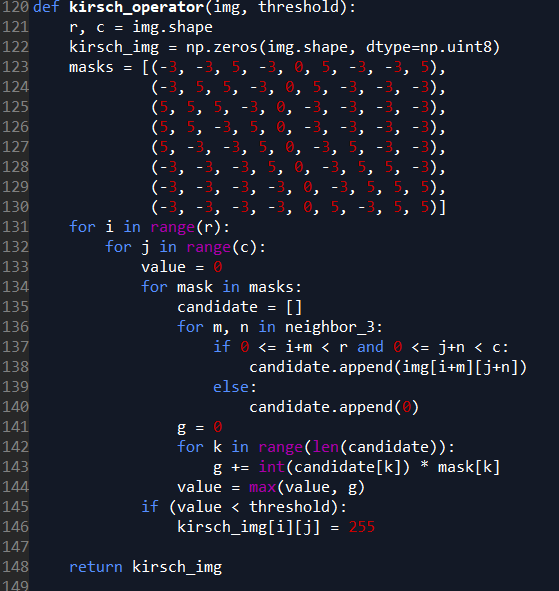 120 def kirsch_operator(img, threshold):
121     r, c = img.shape
122     kirsch_img = np.zeros(img.shape, dtype=np.uint8)
123     masks = [(-3, -3, 5, -3, 0, 5, -3, -3, 5),
124              (-3, 5, 5, -3, 0, 5, -3, -3, -3),
125              (5, 5, 5, -3, 0, -3, -3, -3, -3),
126              (5, 5, -3, 5, 0, -3, -3, -3, -3),
127              (5, -3, -3, 5, 0, -3, 5, -3, -3),
128              (-3, -3, -3, 5, 0, -3, 5, 5, -3),
129              (-3, -3, -3, -3, 0, -3, 5, 5, 5),
130              (-3, -3, -3, -3, 0, 5, -3, 5, 5)]
131     for i in range(r):
132         for j in range(c):
133             value = 0
134             for mask in masks:
135                 candidate = []
136                 for m, n in neighbor_3:
137                     if 0 <= i+m < r and 0 <= j+n < c:
138                         candidate.append(img[i+m][j+n])
139                     else:
140                         candidate.append(0)
141                 g = 0
142                 for k in range(len(candidate)):
143                     g += int(candidate[k]) * mask[k]
144                 value = max(value, g)
145             if (value < threshold):
146                 kirsch_img[i][j] = 255
147
148     return kirsch_img
149